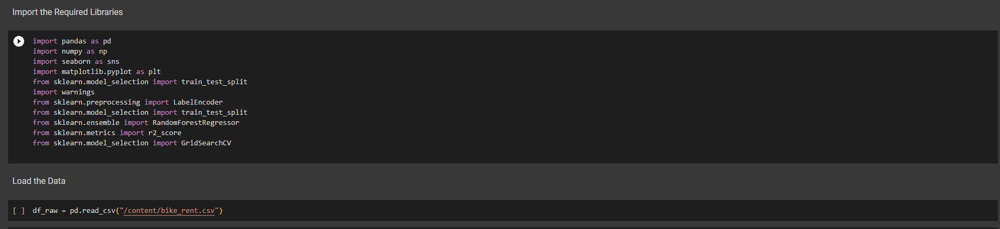 Import the Required Libraries
import pandas as pd
import numpy as np
import seaborn as sns
import matplotlib.pyplot as plt
from sklearn.model_selection import train_test_split
import warnings
from sklearn.preprocessing import LabelEncoder
from sklearn.model_selection import train_test_split
from sklearn.ensemble import RandomForestRegressor
from sklearn.metrics import r2_score
from sklearn.model_selection import GridSearchCV
Load the Data
[ ] df_raw = pd.read_csv("/content/bike_rent.csv")